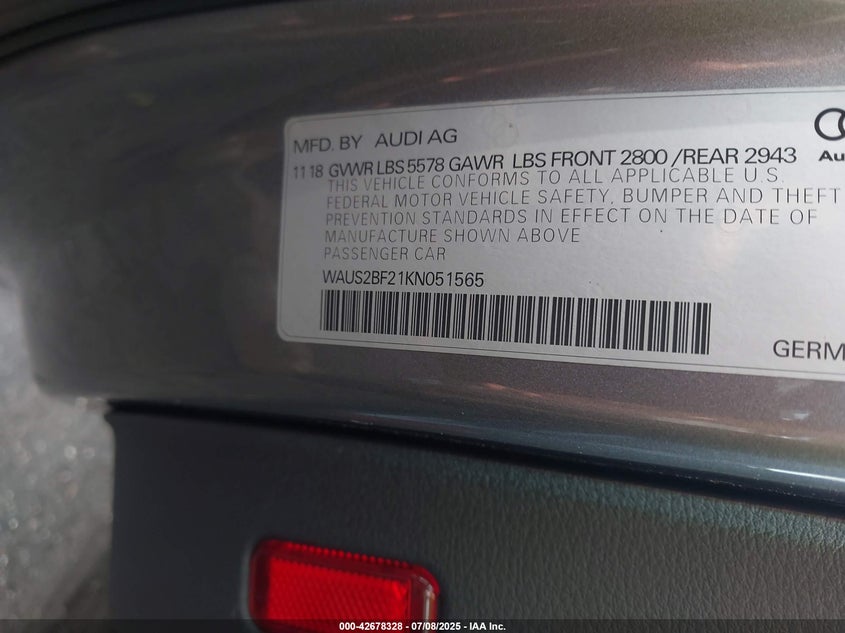 MFD. BY AUDI AG
11 18 GVWR LBS 5578 GAWR LBS FRONT 2800 /REAR 2943
THIS VEHICLE CONFORMS TO ALL APPLICABLE U.S.
FEDERAL MOTOR VEHICLE SAFETY, BUMPER AND THEFT
PREVENTION STANDARDS IN EFFECT ON THE DATE OF
MANUFACTURE SHOWN ABOVE
PASSENGER CAR
WAUS2BF21KN051565
000-42678328 - 07/08/2025 - IAA Inc.